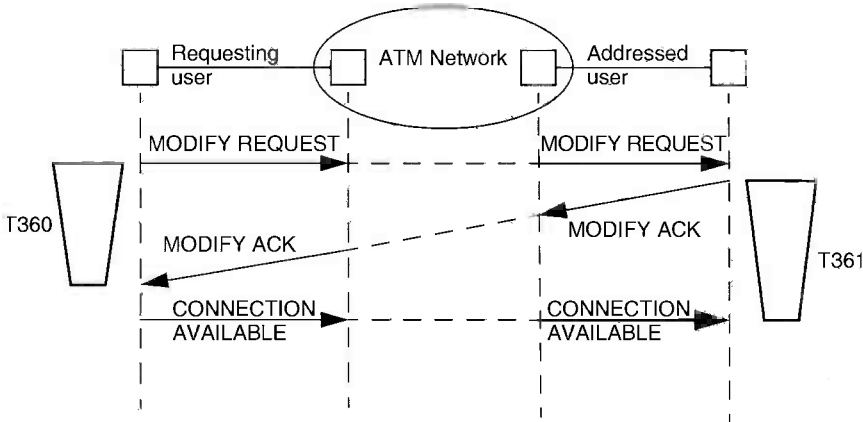 Requesting
user
ATM Network
Addressed
user
MODIFY REQUEST
MODIFY REQUEST
T360
MODIFY ACK
MODIFY ACK
T361
CONNECTION
AVAILABLE
CONNECTION
AVAILABLE